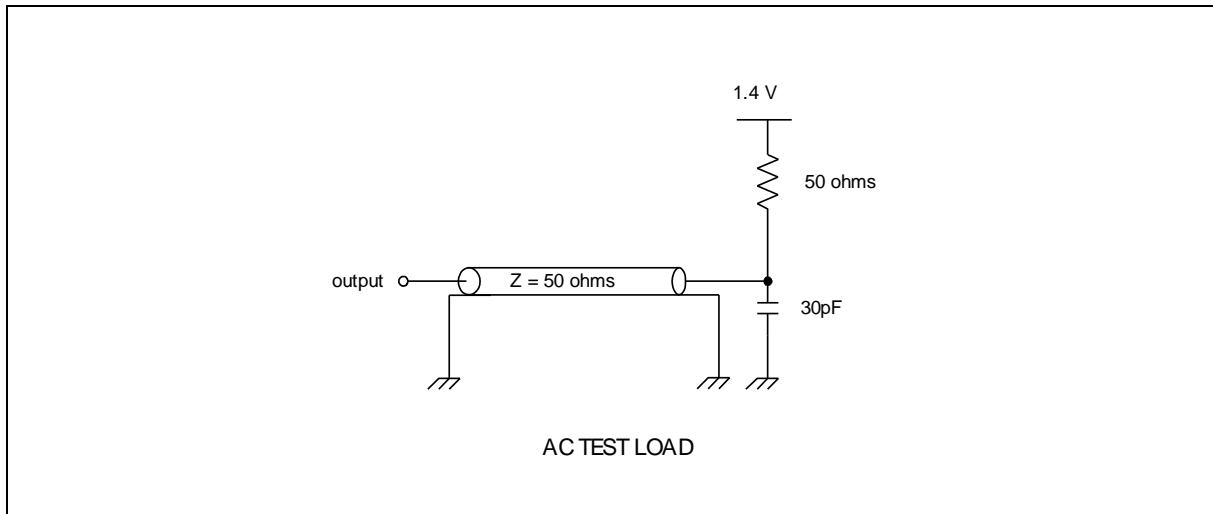 1.4 V
50 ohms
output
Z = 50 ohms
30pF
AC TEST LOAD